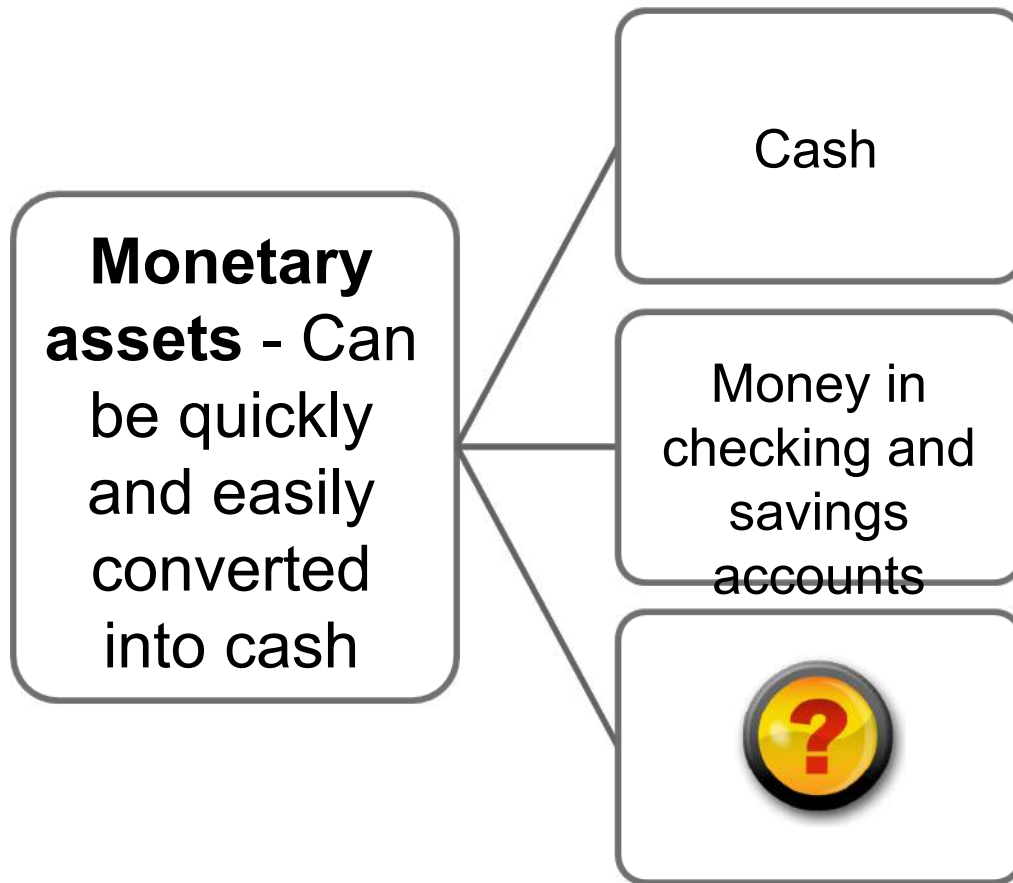 Monetary
assets - Can
be quickly
and easily
converted
into cash
Cash
Money in
checking and
savings
accounts
?